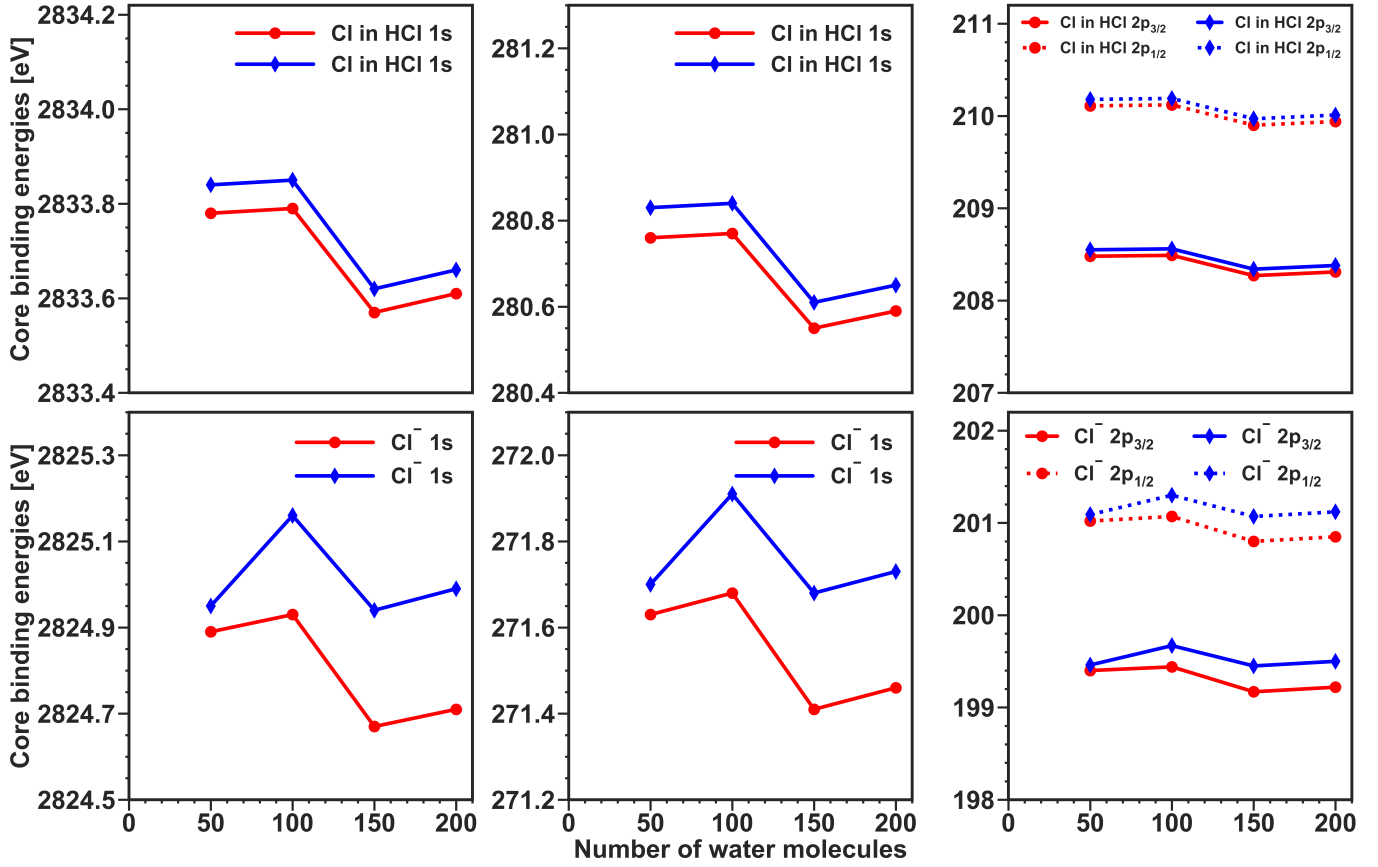 Core binding energies [eV]
2834.2
2834.0
2833.8
2833.6
2833.4
Cl in HCl 1s
Cl in HCl 1s
281.2
281.0
280.8
280.6
280.4
Cl in HCl 1s
Cl in HCl 1s
211
210
209
208
207
Cl in HCl 2p3/2 Cl in HCl 2p3/2
Cl in HCl 2p1/2 Cl in HCl 2p1/2
Core binding energies [eV]
2825.3
2825.1
2824.9
2824.7
2824.5
Cl⁻ 1s
Cl⁻ 1s
0 50 100 150 200
272.0
271.8
271.6
271.4
271.2
Cl⁻ 1s
Cl⁻ 1s
0 50 100 150 200
202
201
200
199
198
Cl⁻ 2p3/2 Cl⁻ 2p3/2
Cl⁻ 2p1/2 Cl⁻ 2p1/2
0 50 100 150 200
Number of water molecules